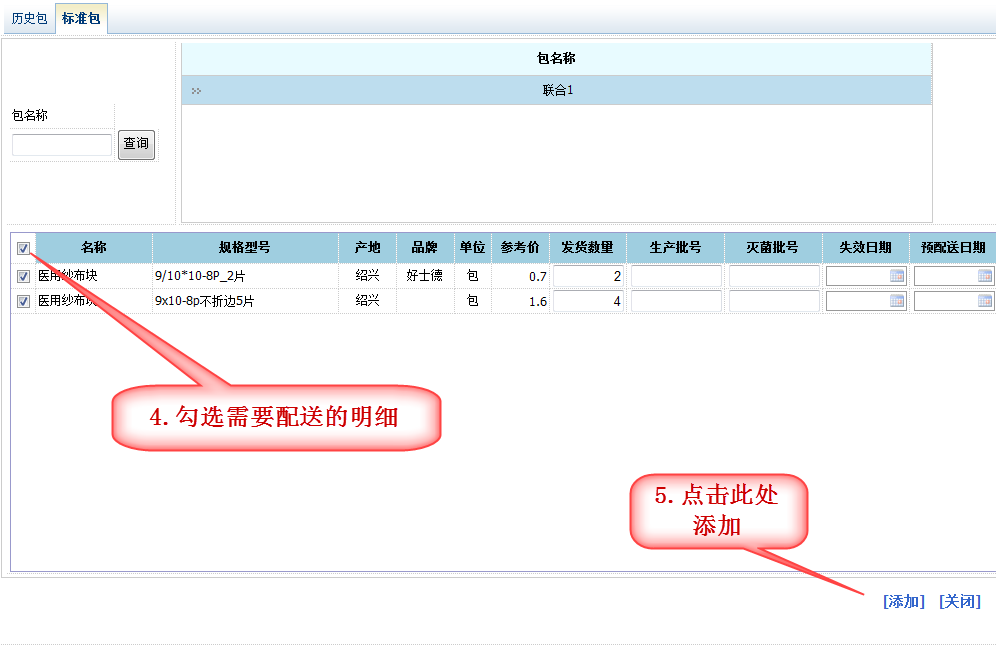 历史包 标准包
包名称
联合1
包名称
查询
名称 规格型号 产地 品牌 单位 参考价 发货数量 生产批号 灭菌批号 失效日期 预配送日期
医用纱布块 9/10*10-8P_2片 绍兴 好士德 包 0.7 2
医用纱布块 9x10-8p不折边5片 绍兴 包 1.6 4
4.勾选需要配送的明细
5.点击此处
添加
[添加] [关闭]